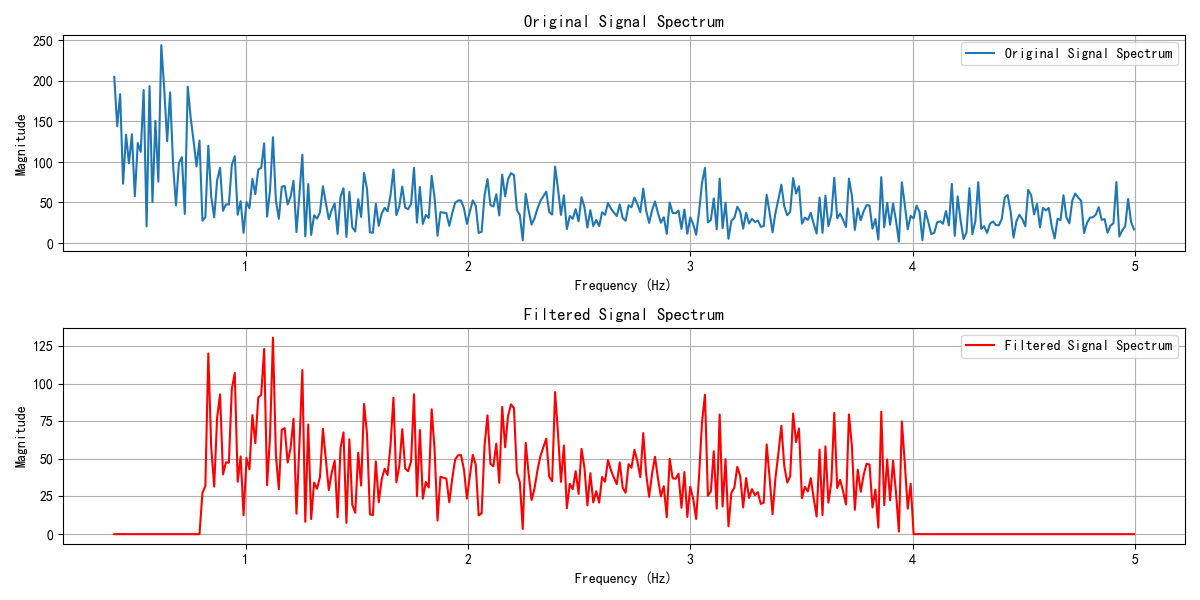 Original Signal Spectrum
250
200
150
100
50
0
Magnitude
Original Signal Spectrum
1
2
3
4
5
Frequency (Hz)
Filtered Signal Spectrum
125
100
75
50
25
0
Magnitude
Filtered Signal Spectrum
1
2
3
4
5
Frequency (Hz)